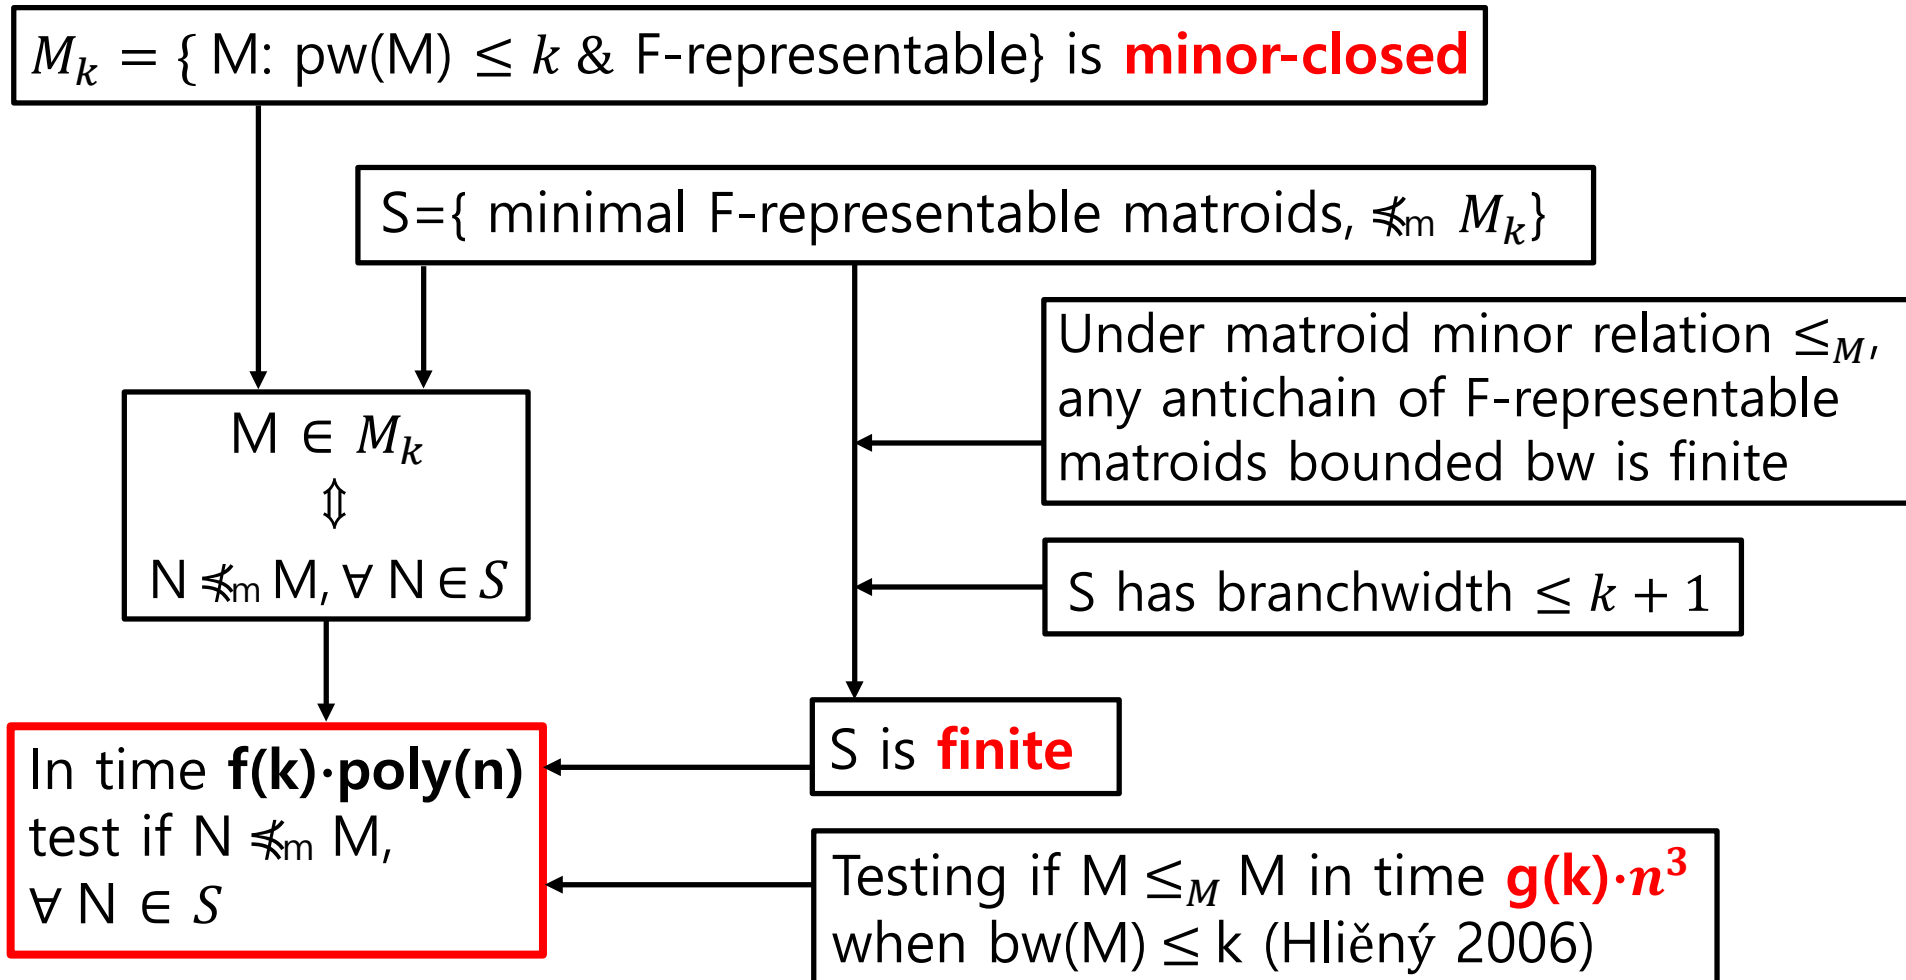 M_k = { M: pw(M) ≤ k & F-representable} is minor-closed
S={ minimal F-representable matroids, ⋠m M_k}
Under matroid minor relation ≤_M,
any antichain of F-representable
matroids bounded bw is finite
M ∈ M_k
⇕
N ⋠m M, ∀ N ∈ S
S has branchwidth ≤ k + 1
S is finite
In time f(k)·poly(n)
test if N ⋠m M,
∀ N ∈ S
Testing if M ≤_M M in time g(k)·n³
when bw(M) ≤ k (Hliěný 2006)